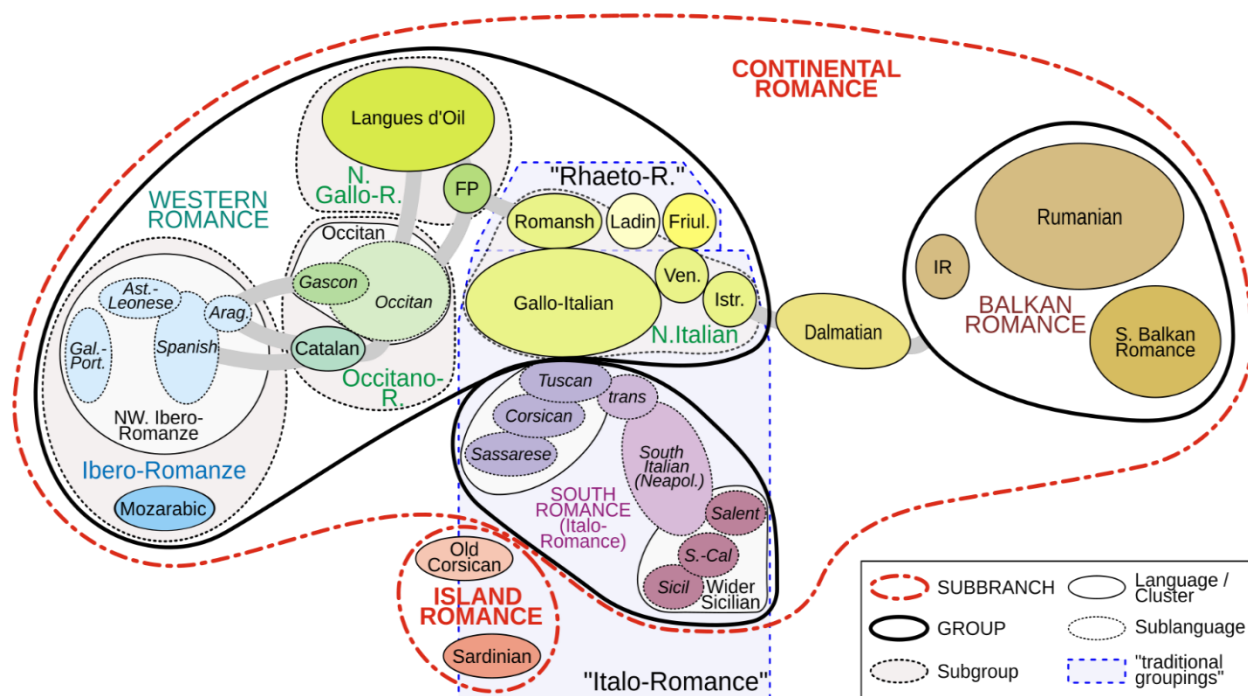 CONTINENTAL
ROMANCE
Langues d'Oil
N.
Gallo-R.
FP
"Rhaeto-R."
WESTERN
ROMANCE
Romansh
Ladin
Friul.
Rumanian
Occitan
Gascon
Occitan
Ven.
Istr.
IR
Ast.-
Leonese
Arag.
Gallo-Italian
BALKAN
ROMANCE
Gal.-
Port.
Spanish
Catalan
N.Italian
Dalmatian
S. Balkan
Romance
Occitano-
R.
NW. Ibero-
Romanze
Tuscan
trans
Corsican
Sassarese
South
Italian
(Neapol.)
Ibero-Romanze
Mozarabic
SOUTH
ROMANCE
(Italo-
Romance)
Salent
S.-Cal
Sicil
Wider
Sicilian
Old
Corsican
ISLAND
ROMANCE
Sardinian
"Italo-Romance"
SUBBRANCH
Language /
Cluster
GROUP
Sublanguage
Subgroup
"traditional
groupings"